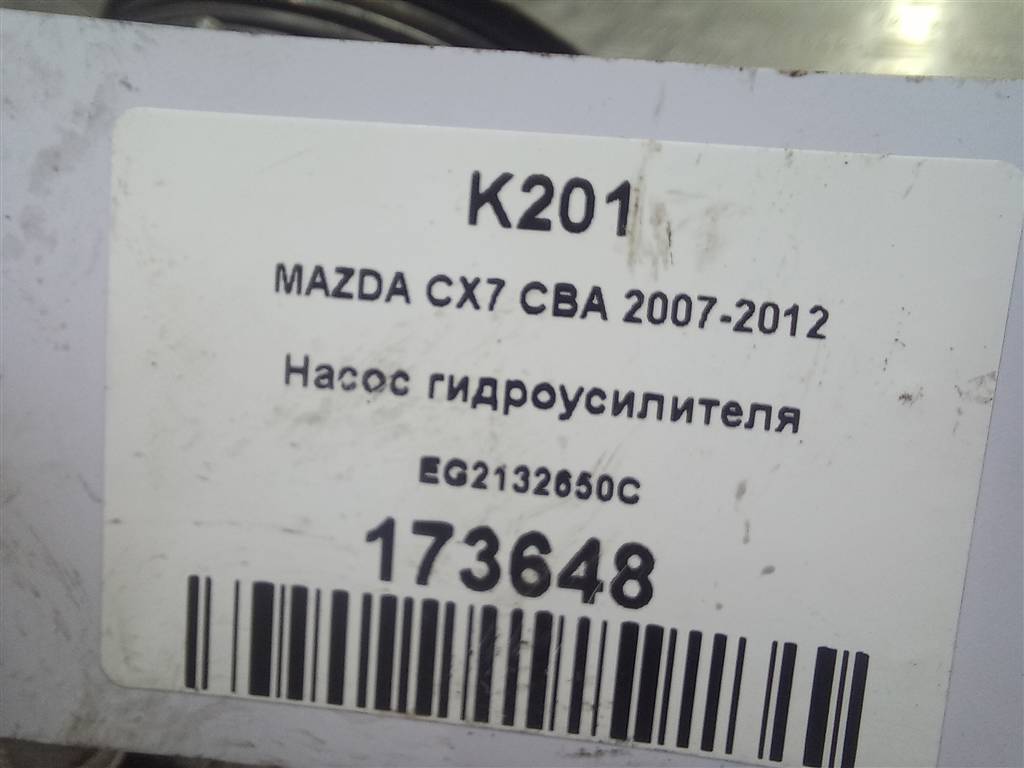 K201
MAZDA CX7 CBA 2007-2012
Насос гидроусилителя
EG2132650C
173648